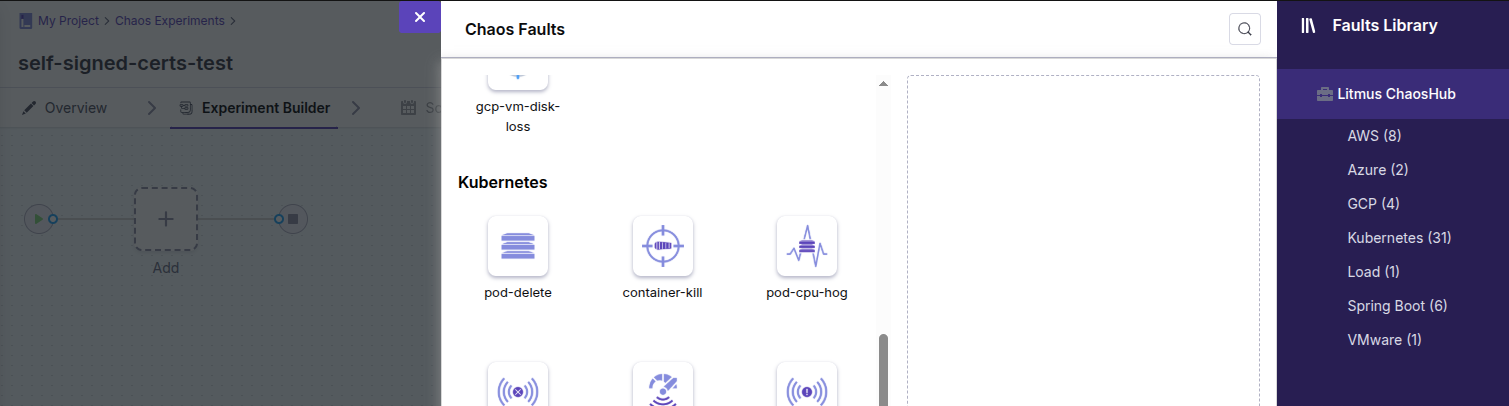 My Project > Chaos Experiments >
self-signed-certs-test
Overview
Experiment Builder
Chaos Faults
gcp-vm-disk-
loss
Kubernetes
pod-delete
container-kill
pod-cpu-hog
Add
Faults Library
Litmus ChaosHub
AWS (8)
Azure (2)
GCP (4)
Kubernetes (31)
Load (1)
Spring Boot (6)
VMware (1)